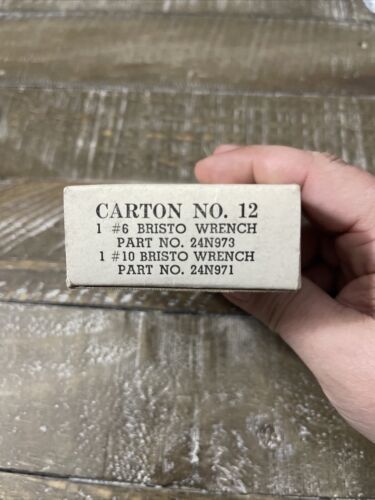 CARTON NO. 12
1 #6 BRISTO WRENCH
PART NO. 24N973
1 #10 BRISTO WRENCH
PART NO. 24N971